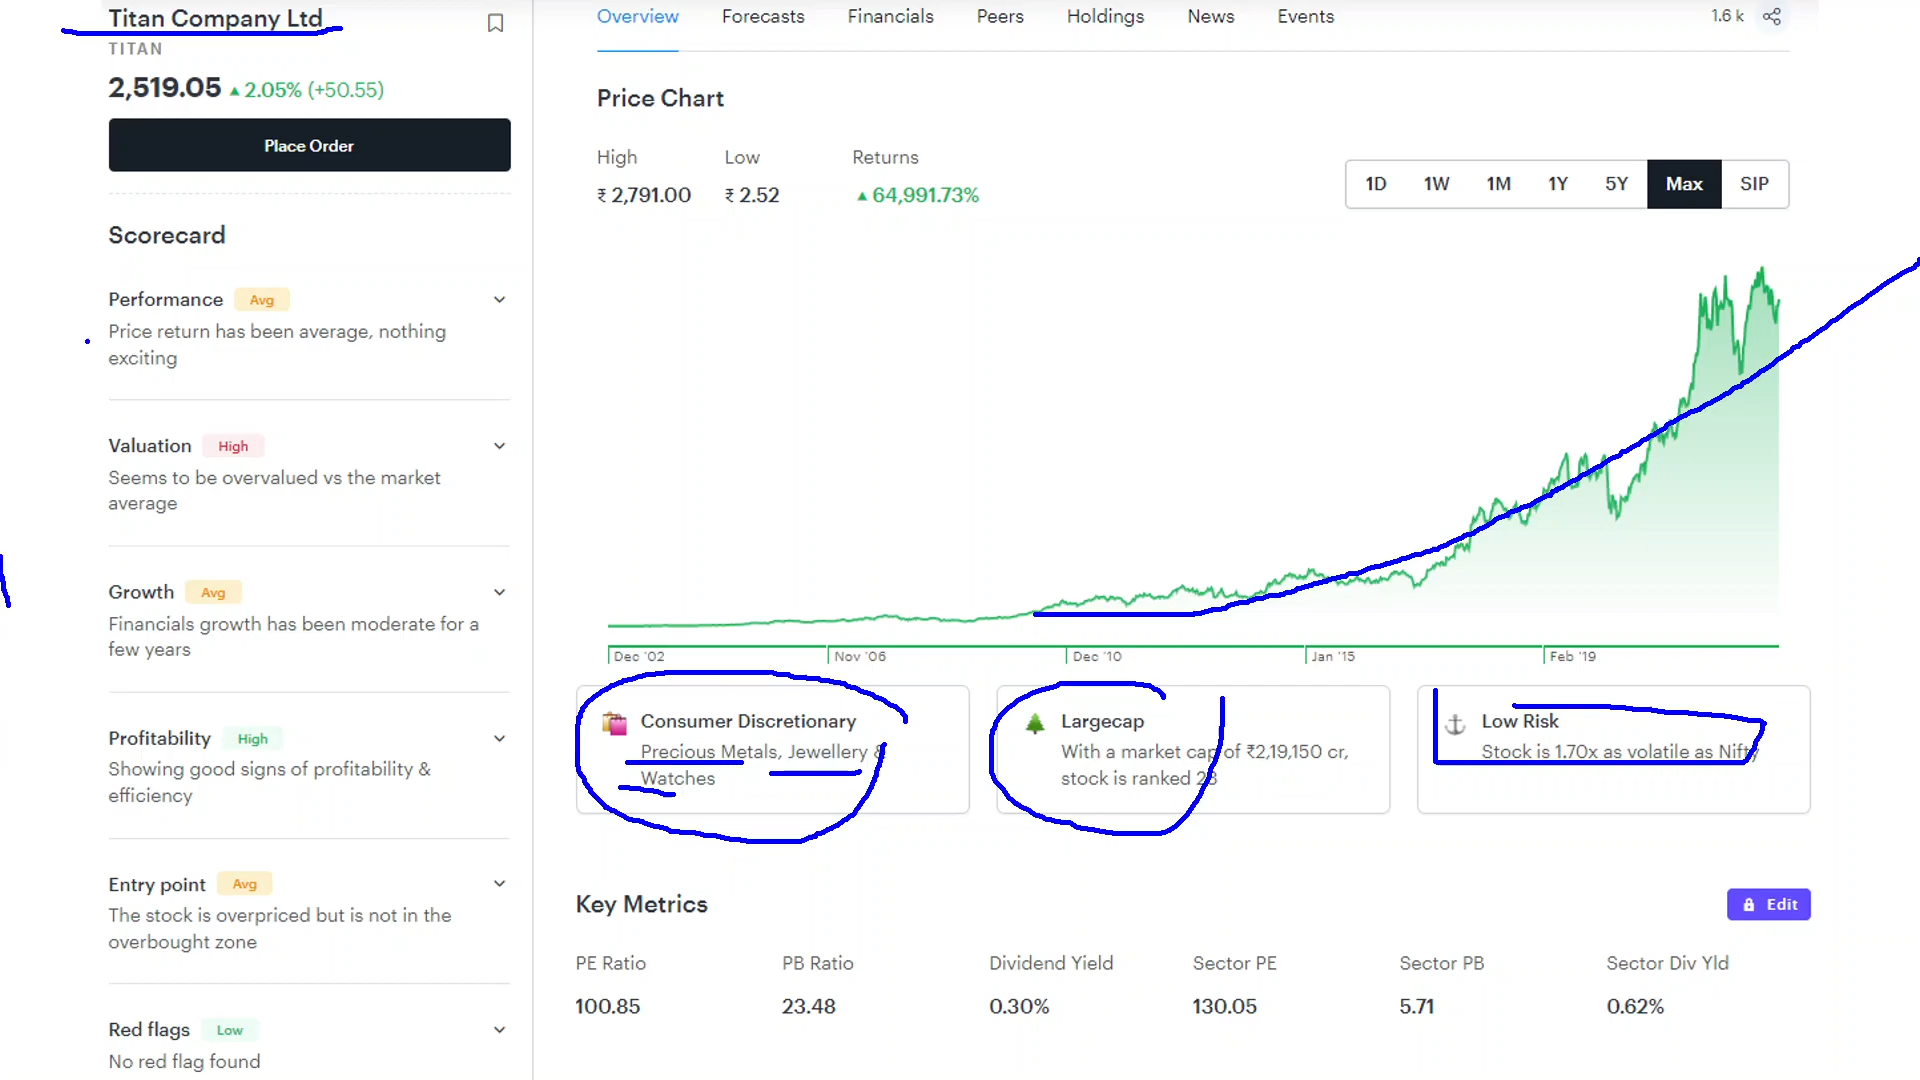 Titan Company Ltd
TITAN
2,519.05 ▲ 2.05% (+50.55)
Place Order
Scorecard
Performance Avg
Price return has been average, nothing
exciting
Valuation High
Seems to be overvalued vs the market
average
Growth Avg
Financials growth has been moderate for a
few years
Profitability High
Showing good signs of profitability &
efficiency
Entry point Avg
The stock is overpriced but is not in the
overbought zone
Red flags Low
No red flag found
Overview Forecasts Financials Peers Holdings News Events 1.6 k
Price Chart
High Low Returns
₹ 2,791.00 ₹ 2.52 ▲ 64,991.73%
1D 1W 1M 1Y 5Y Max SIP
Dec '02 Nov '06 Dec '10 Jan '15 Feb '19
Consumer Discretionary
Precious Metals, Jewellery &
Watches
Largecap
With a market cap of ₹2,19,150 cr,
stock is ranked 28
Low Risk
Stock is 1.70x as volatile as Nifty
Key Metrics Edit
PE Ratio PB Ratio Dividend Yield Sector PE Sector PB Sector Div Yld
100.85 23.48 0.30% 130.05 5.71 0.62%